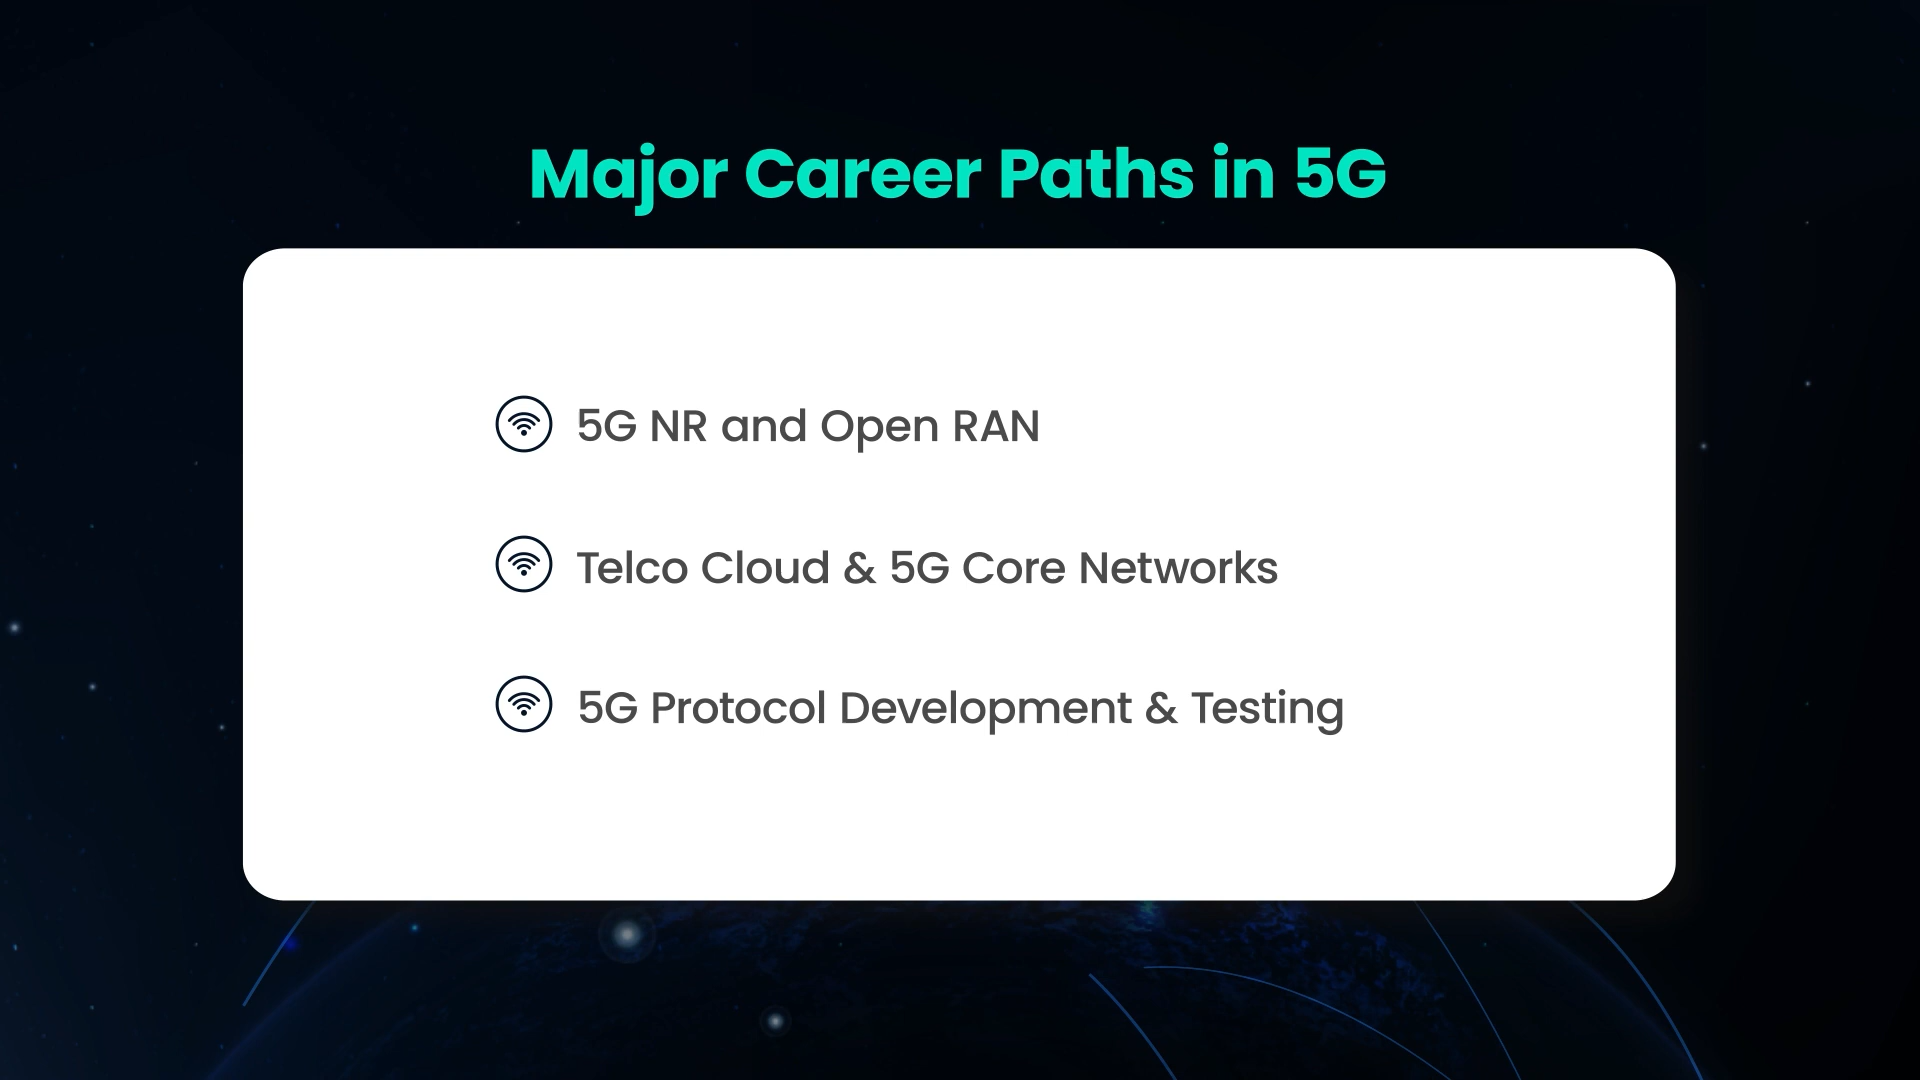 Major Career Paths in 5G
5G NR and Open RAN
Telco Cloud & 5G Core Networks
5G Protocol Development & Testing